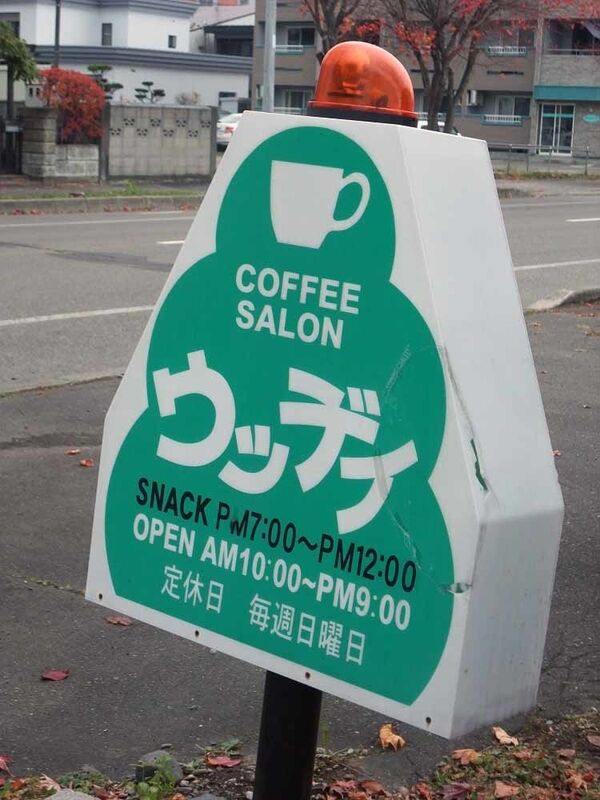 COFFEE
SALON
ウッディ
SNACK PM7:00～PM12:00
OPEN AM10:00～PM9:00
定休日 毎週日曜日